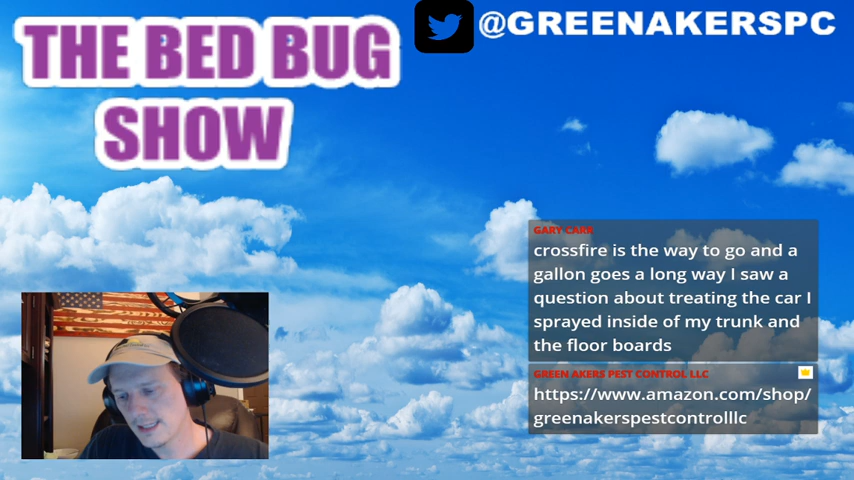 THE BED BUG
SHOW
@GREENAKERSPC
GARY CARR
crossfire is the way to go and a
gallon goes a long way I saw a
question about treating the car I
sprayed inside of my trunk and
the floor boards
GREEN AKERS PEST CONTROL LLC
https://www.amazon.com/shop/
greenakerspestcontrolllc